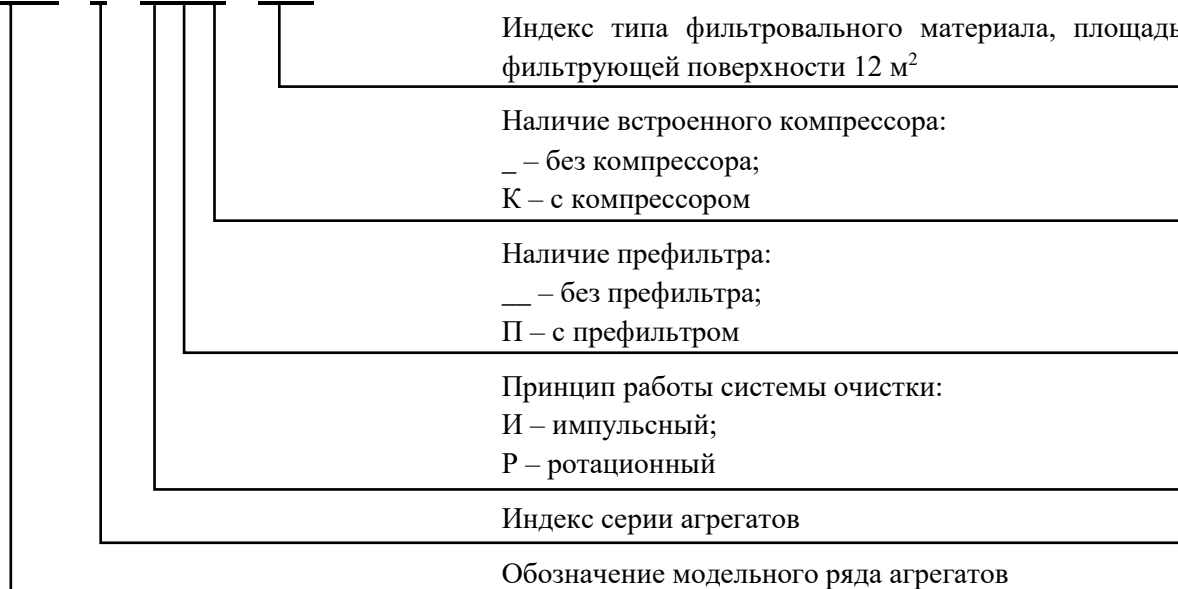 Индекс типа фильтровального материала, площадь
фильтрующей поверхности 12 м²
Наличие встроенного компрессора:
_ – без компрессора;
К – с компрессором
Наличие префильтра:
__ – без префильтра;
П – с префильтром
Принцип работы системы очистки:
И – импульсный;
Р – ротационный
Индекс серии агрегатов
Обозначение модельного ряда агрегатов